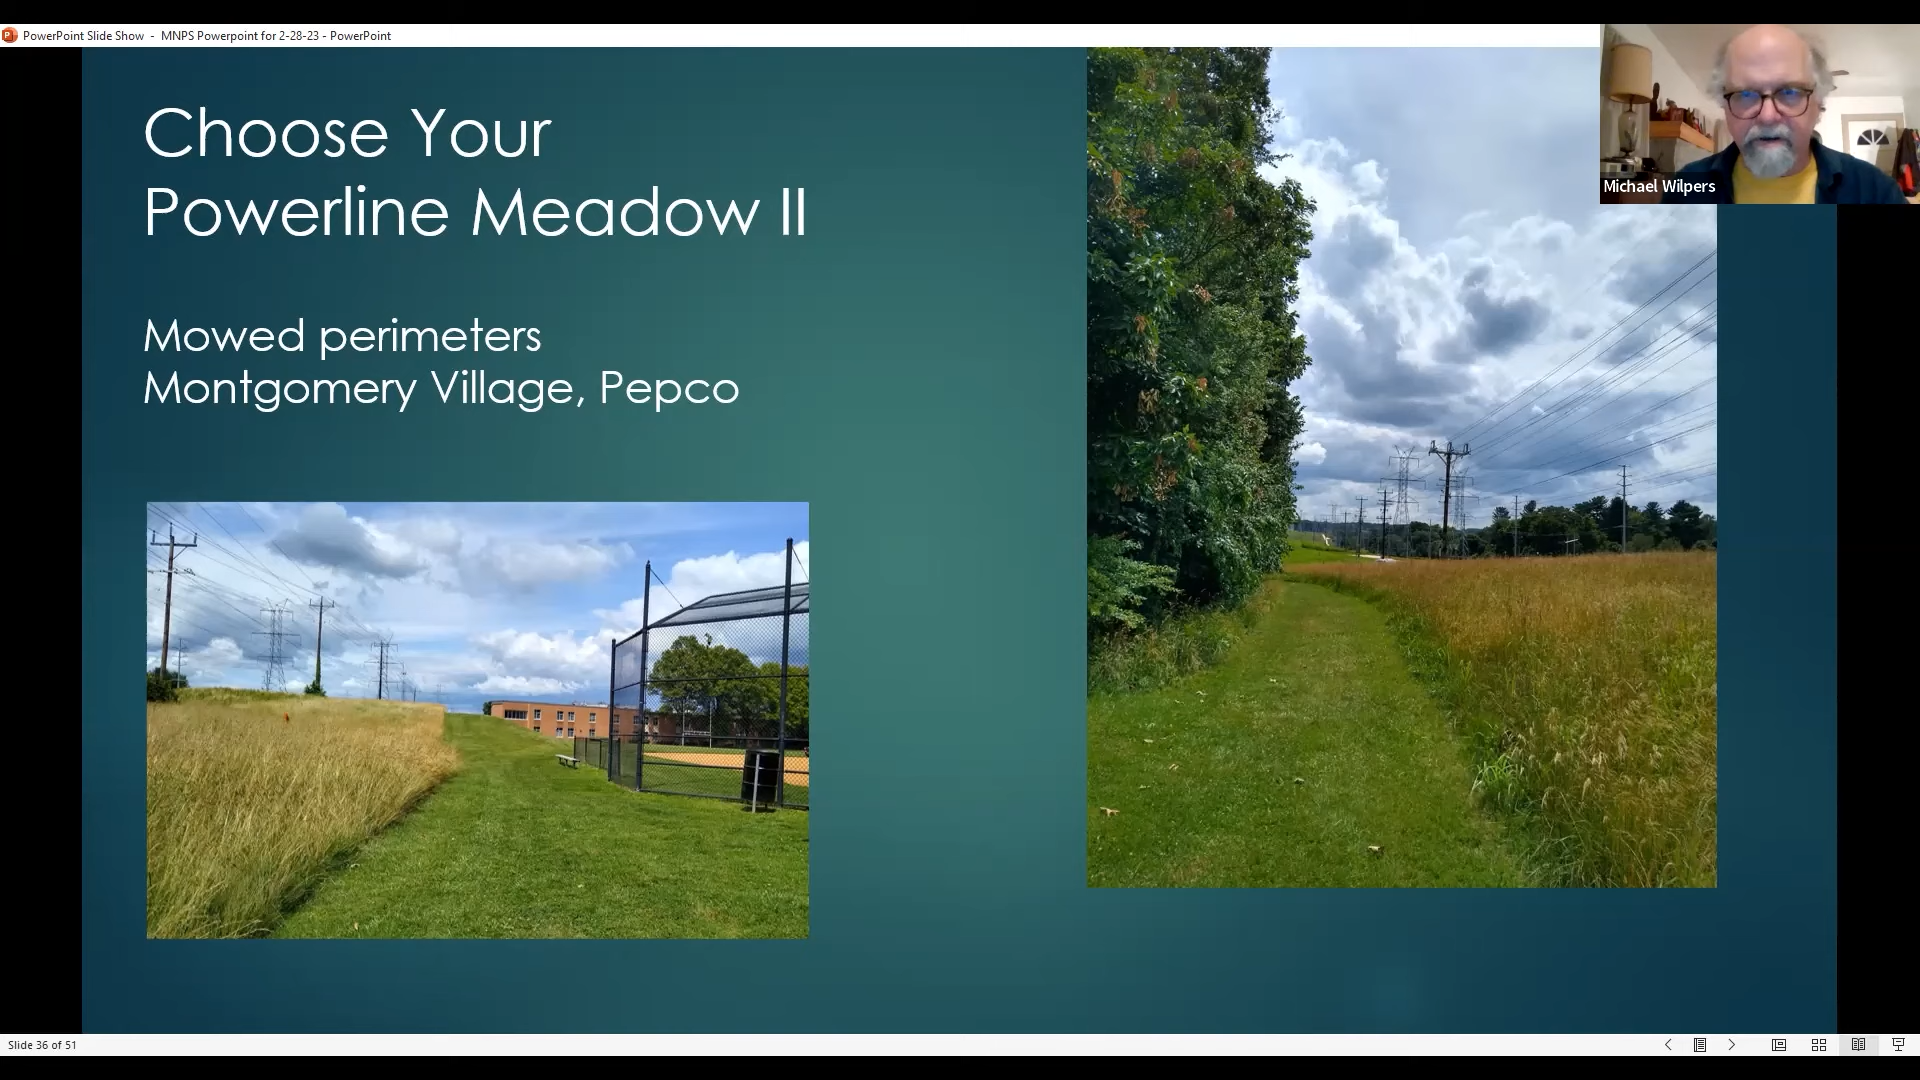 PowerPoint Slide Show - MNPS Powerpoint for 2-28-23 - PowerPoint
Choose Your
Powerline Meadow II
Mowed perimeters
Montgomery Village, Pepco
Michael Wilpers
Slide 36 of 51